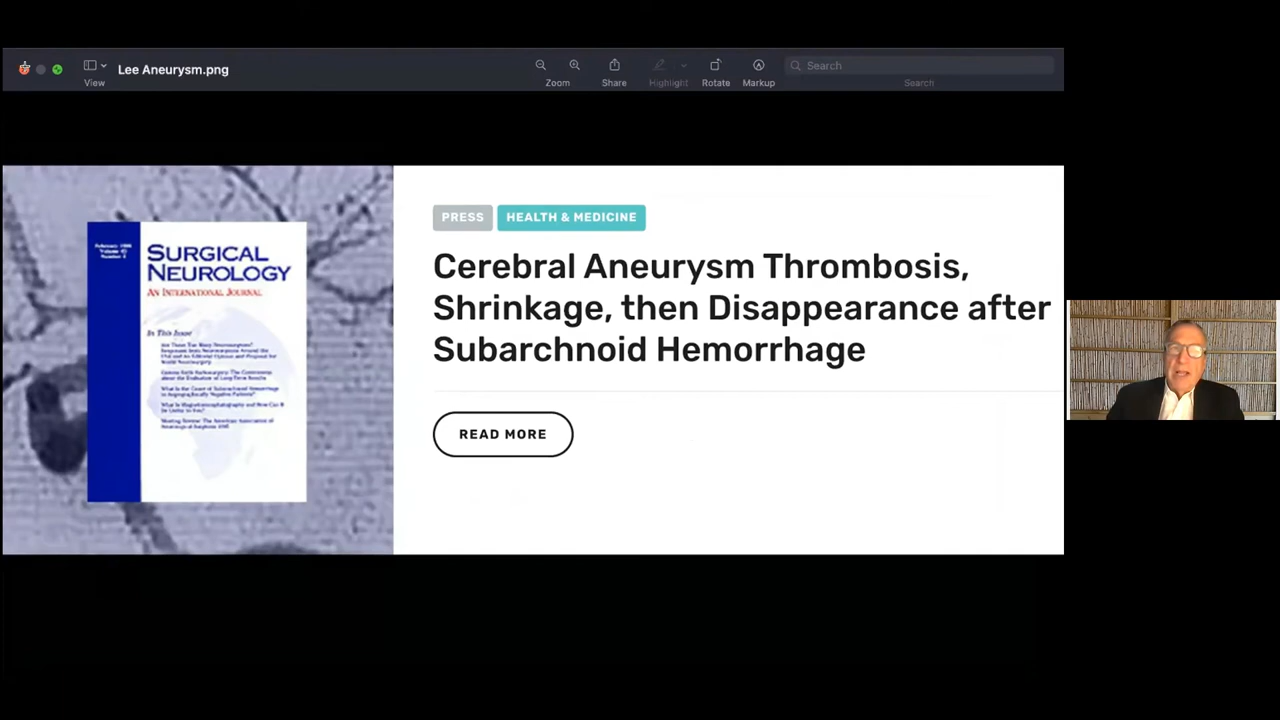 Lee Aneurysm.png
View
Zoom
Share
Highlight
Rotate
Markup
Search
Search
PRESS
HEALTH & MEDICINE
Cerebral Aneurysm Thrombosis,
Shrinkage, then Disappearance after
Subarchnoid Hemorrhage
READ MORE
SURGICAL
NEUROLOGY
AN INTERNATIONAL JOURNAL
In This Issue